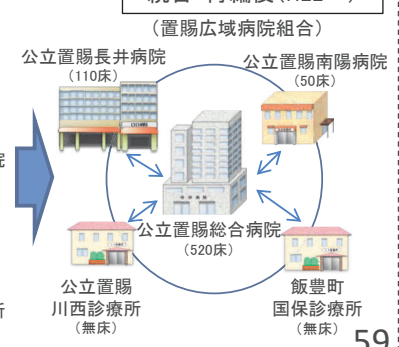 (置賜広域病院組合)
公立置賜長井病院
(110床)
公立置賜南陽病院
(50床)
公立置賜総合病院
(520床)
公立置賜
川西診療所
(無床)
飯豊町
国保診療所
(無床)
59